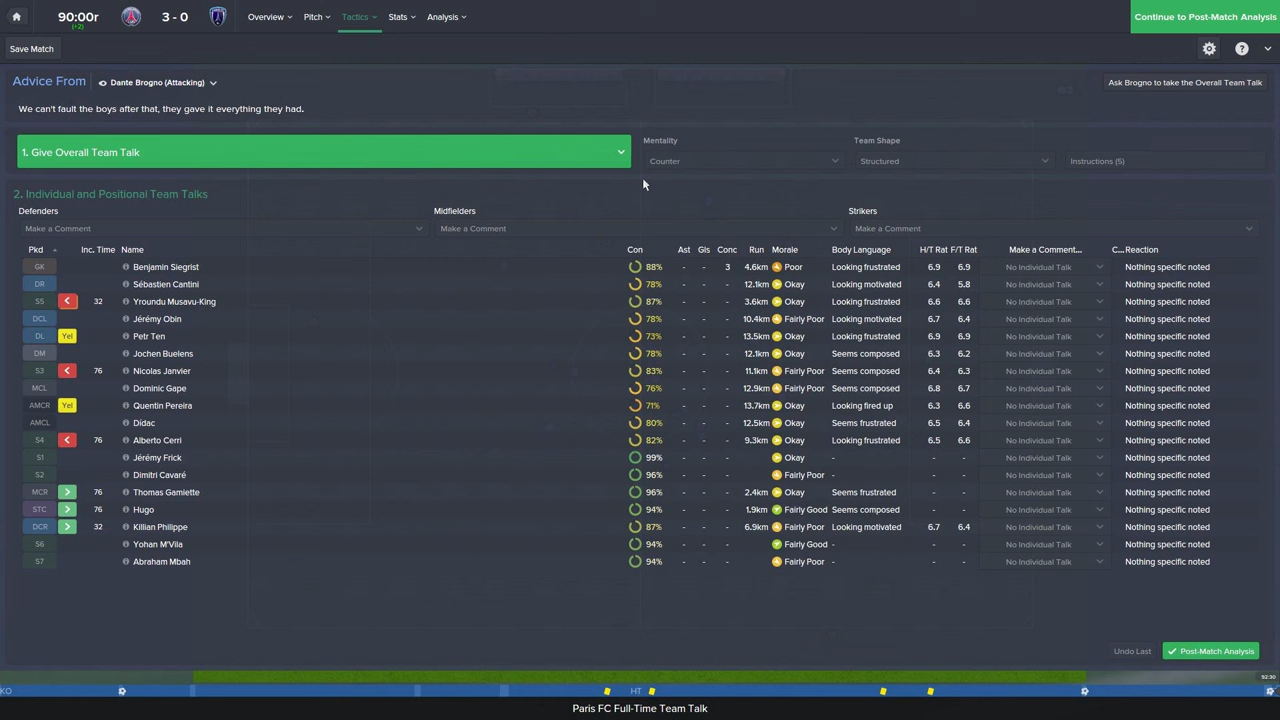 90:00r 3 - 0 Overview Pitch Tactics Stats Analysis Continue to Post-Match Analysis
(+2)
Save Match ?
Advice From Dante Brogno (Attacking) Ask Brogno to take the Overall Team Talk
We can't fault the boys after that, they gave it everything they had.
1. Give Overall Team Talk
Mentality Team Shape
Counter Structured Instructions (5)
2. Individual and Positional Team Talks
Defenders Midfielders Strikers
Make a Comment Make a Comment Make a Comment
Pkd Inc. Time Name Con Ast Gls Conc Run Morale Body Language H/T Rat F/T Rat Make a Comment... C... Reaction
GK Benjamin Siegrist 88% - - 3 4.6km Poor Looking frustrated 6.9 6.9 No Individual Talk Nothing specific noted
DR Sébastien Cantini 78% - - - 12.1km Okay Looking motivated 6.4 5.8 No Individual Talk Nothing specific noted
S5 32 Yroundu Musavu-King 87% - - - 3.6km Okay Looking frustrated 6.6 6.6 No Individual Talk Nothing specific noted
DCL Jérémy Obin 78% - - - 10.4km Fairly Poor Looking motivated 6.7 6.4 No Individual Talk Nothing specific noted
DL Yel Petr Ten 73% - - - 13.5km Okay Looking frustrated 6.9 6.9 No Individual Talk Nothing specific noted
DM Jochen Buelens 78% - - - 12.1km Okay Seems composed 6.3 6.2 No Individual Talk Nothing specific noted
S3 76 Nicolas Janvier 83% - - - 11.1km Fairly Poor Seems composed 6.4 6.3 No Individual Talk Nothing specific noted
MCL Dominic Gape 76% - - - 12.9km Fairly Poor Seems composed 6.8 6.7 No Individual Talk Nothing specific noted
AMCR Yel Quentin Pereira 71% - - - 13.7km Okay Looking fired up 6.3 6.6 No Individual Talk Nothing specific noted
AMCL Dídac 80% - - - 12.5km Okay Seems frustrated 6.5 6.4 No Individual Talk Nothing specific noted
S4 76 Alberto Cerri 82% - - - 9.3km Okay Looking frustrated 6.5 6.6 No Individual Talk Nothing specific noted
S1 Jérémy Frick 99% - - - Okay - - - No Individual Talk Nothing specific noted
S2 Dimitri Cavaré 96% - - - Fairly Poor - - - No Individual Talk Nothing specific noted
MCR 76 Thomas Gamiette 96% - - - 2.4km Okay Seems frustrated - - No Individual Talk Nothing specific noted
STC 76 Hugo 94% - - - 1.9km Fairly Good Seems composed - - No Individual Talk Nothing specific noted
DCR 32 Killian Philippe 87% - - - 6.9km Fairly Poor Looking motivated 6.7 6.4 No Individual Talk Nothing specific noted
S6 Yohan M'Vila 94% - - - Fairly Good - - - No Individual Talk Nothing specific noted
S7 Abraham Mbah 94% - - - Fairly Poor - - - No Individual Talk Nothing specific noted
Undo Last Post-Match Analysis
92:30
KO HT
Paris FC Full-Time Team Talk